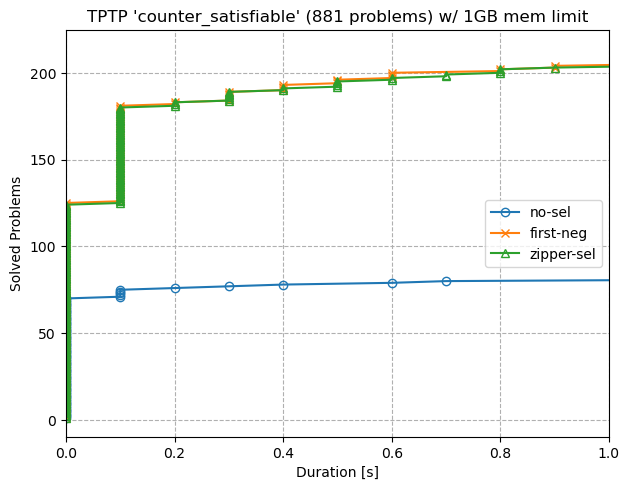 TPTP 'counter_satisfiable' (881 problems) w/ 1GB mem limit
200
150
100
50
0
Solved Problems
no-sel
first-neg
zipper-sel
0.0 0.2 0.4 0.6 0.8 1.0
Duration [s]